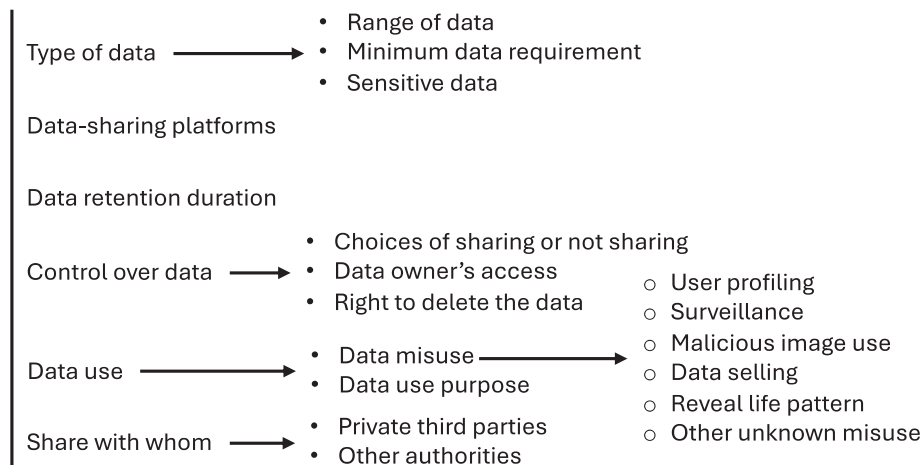 Type of data
• Range of data
• Minimum data requirement
• Sensitive data
Data-sharing platforms
Data retention duration
Control over data
• Choices of sharing or not sharing
• Data owner’s access
• Right to delete the data
Data use
• Data misuse
• Data use purpose
○ User profiling
○ Surveillance
○ Malicious image use
○ Data selling
○ Reveal life pattern
○ Other unknown misuse
Share with whom
• Private third parties
• Other authorities